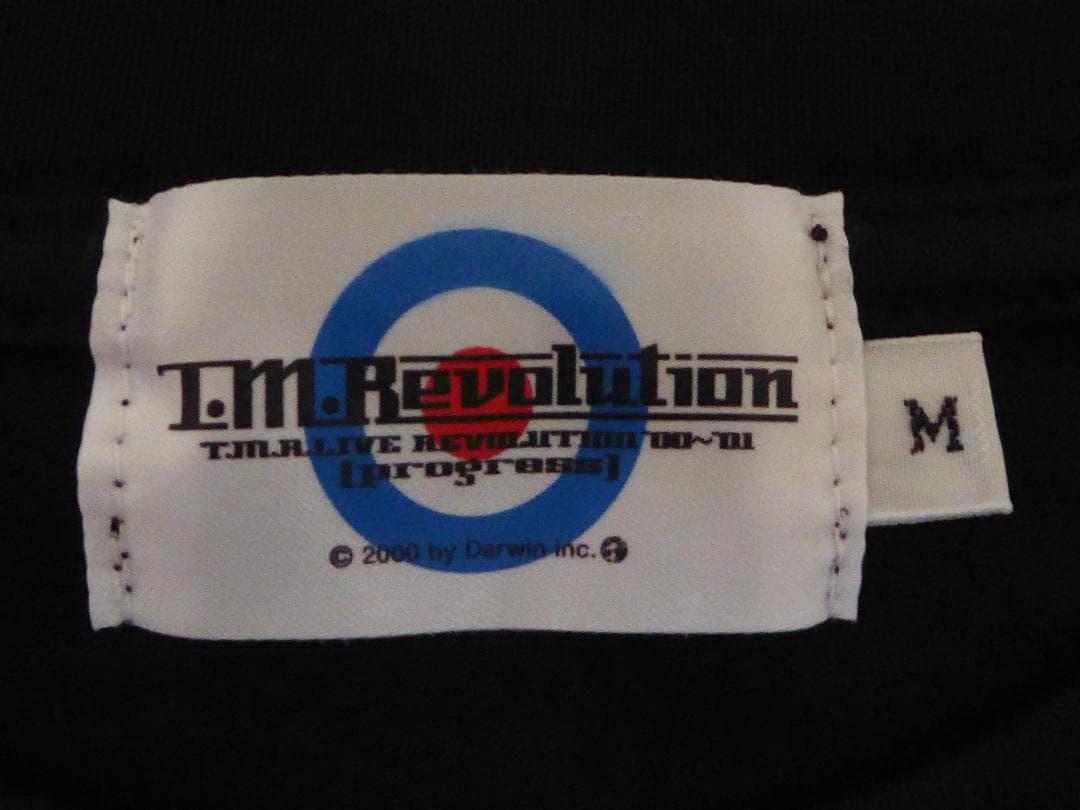 T.M.Revolution
T.M.R.LIVE REVOLUTION '00~'01
[progress]
© 2000 by Darwin inc.
M